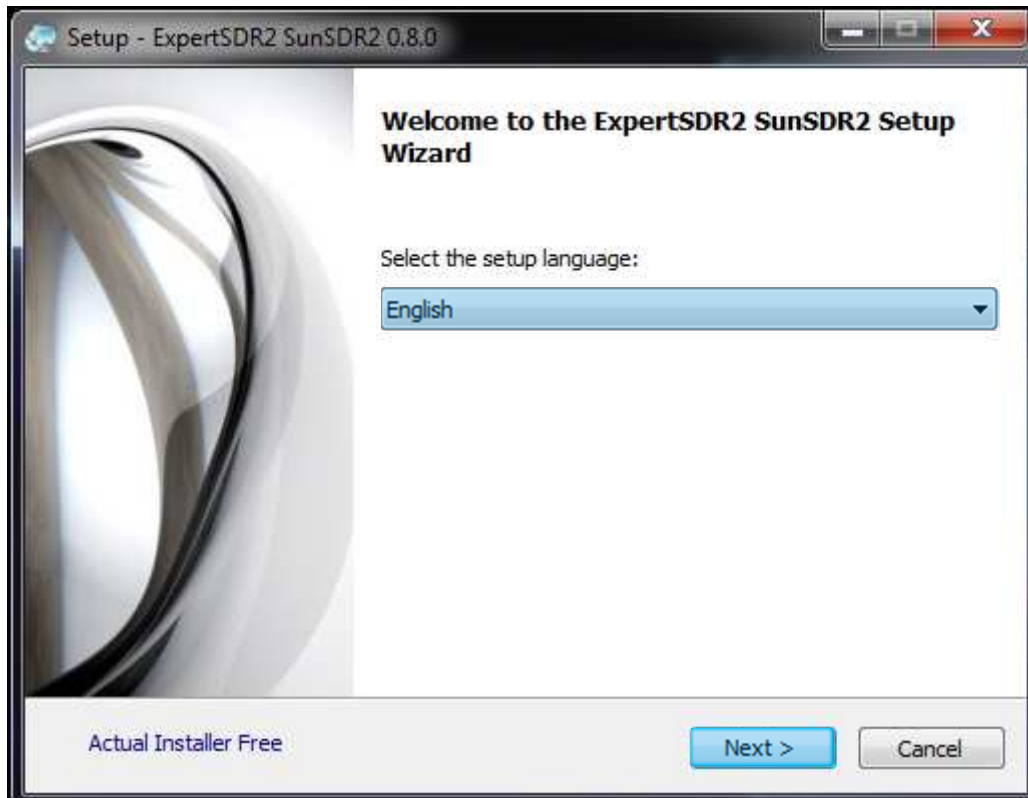 Setup - ExpertSDR2 SunSDR2 0.8.0
Welcome to the ExpertSDR2 SunSDR2 Setup
Wizard
Select the setup language:
English
Actual Installer Free
Next >
Cancel